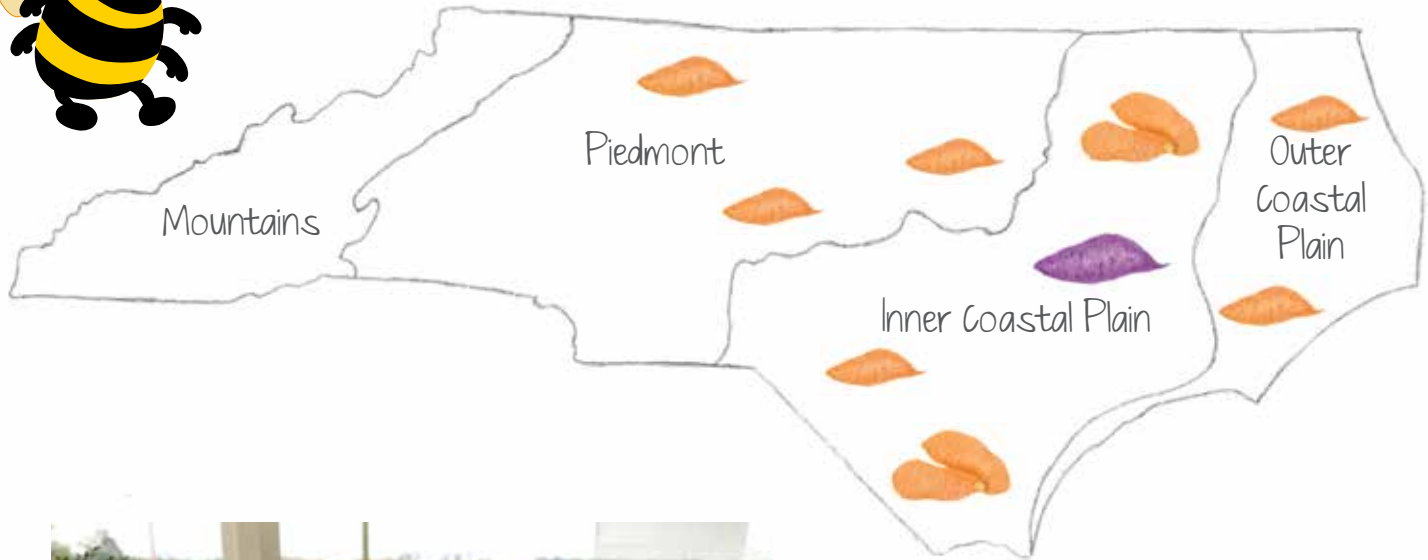 Piedmont
Outer
Coastal
Plain
Mountains
Inner Coastal Plain